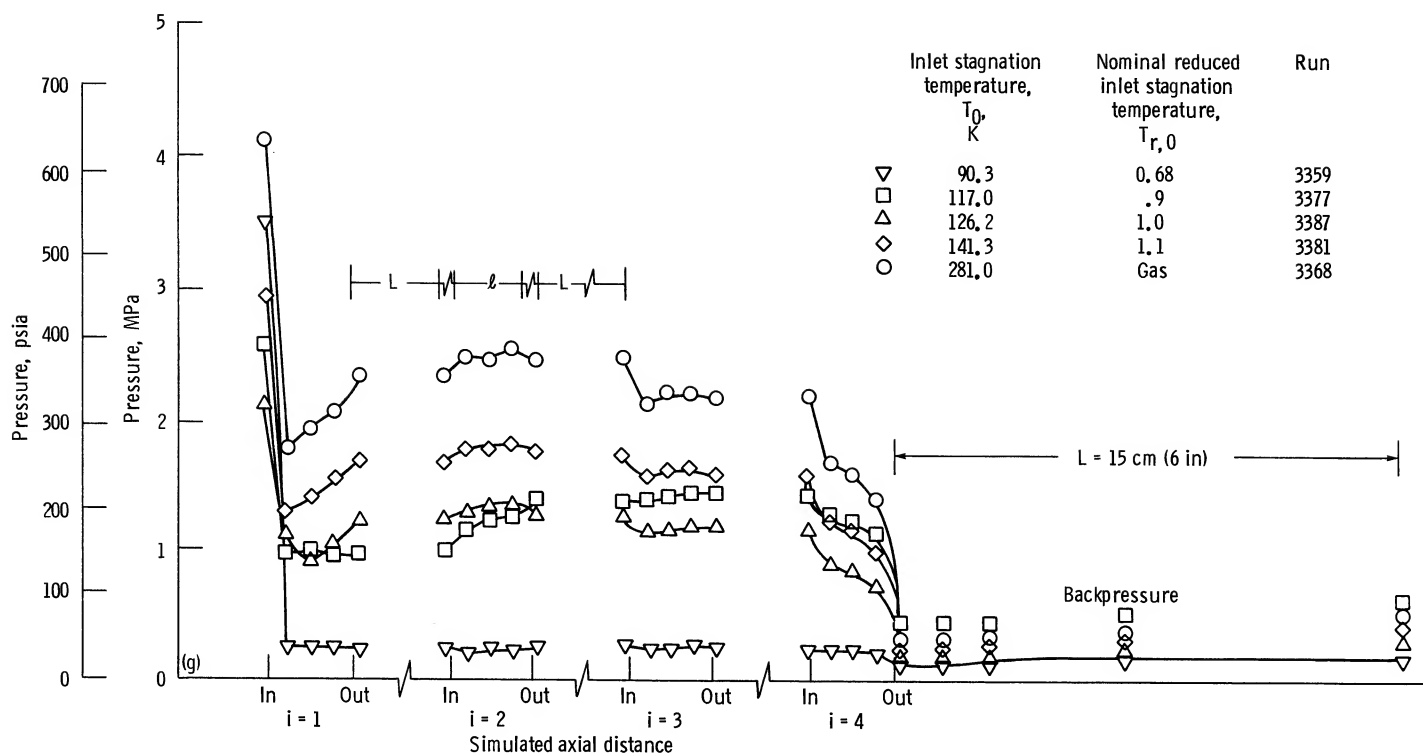 5
4
3
2
1
0
Pressure, MPa
700
600
500
400
300
200
100
0
Pressure, psia
Inlet stagnation temperature, T0, K
Nominal reduced inlet stagnation temperature, Tr,0
Run
90.3 0.68 3359
117.0 .9 3377
126.2 1.0 3387
141.3 1.1 3381
281.0 Gas 3368
L ℓ L
L = 15 cm (6 in)
Backpressure
(g)
In Out In Out In Out In Out
i = 1 i = 2 i = 3 i = 4
Simulated axial distance